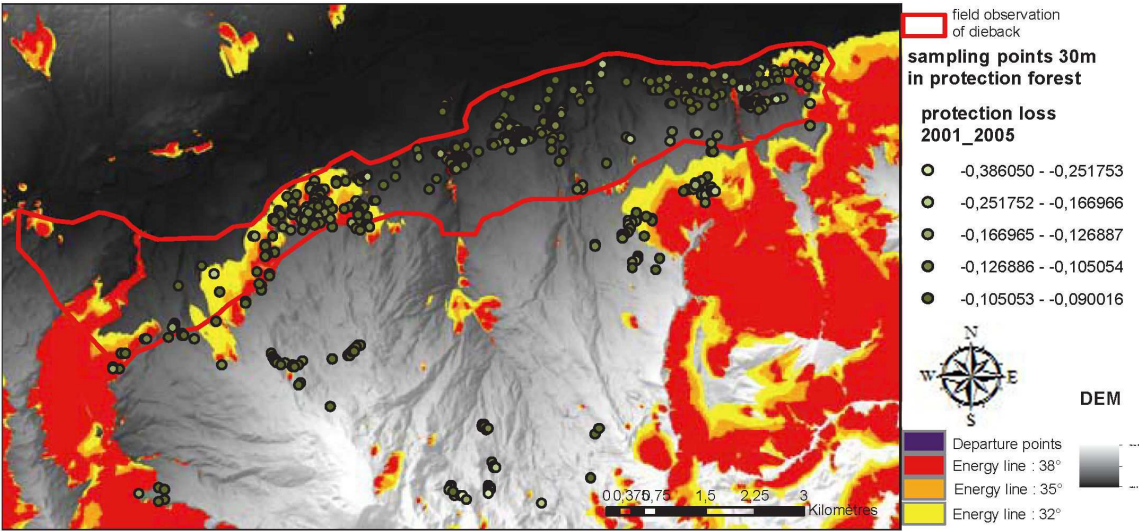 field observation
of dieback
sampling points 30m
in protection forest
protection loss
2001_2005
-0,386050 - -0,251753
-0,251752 - -0,166966
-0,166965 - -0,126887
-0,126886 - -0,105054
-0,105053 - -0,090016
N
W E
S
DEM
Departure points
Energy line : 38°
Energy line : 35°
Energy line : 32°
0 0,375 0,75 1,5 2,25 3
Kilometres